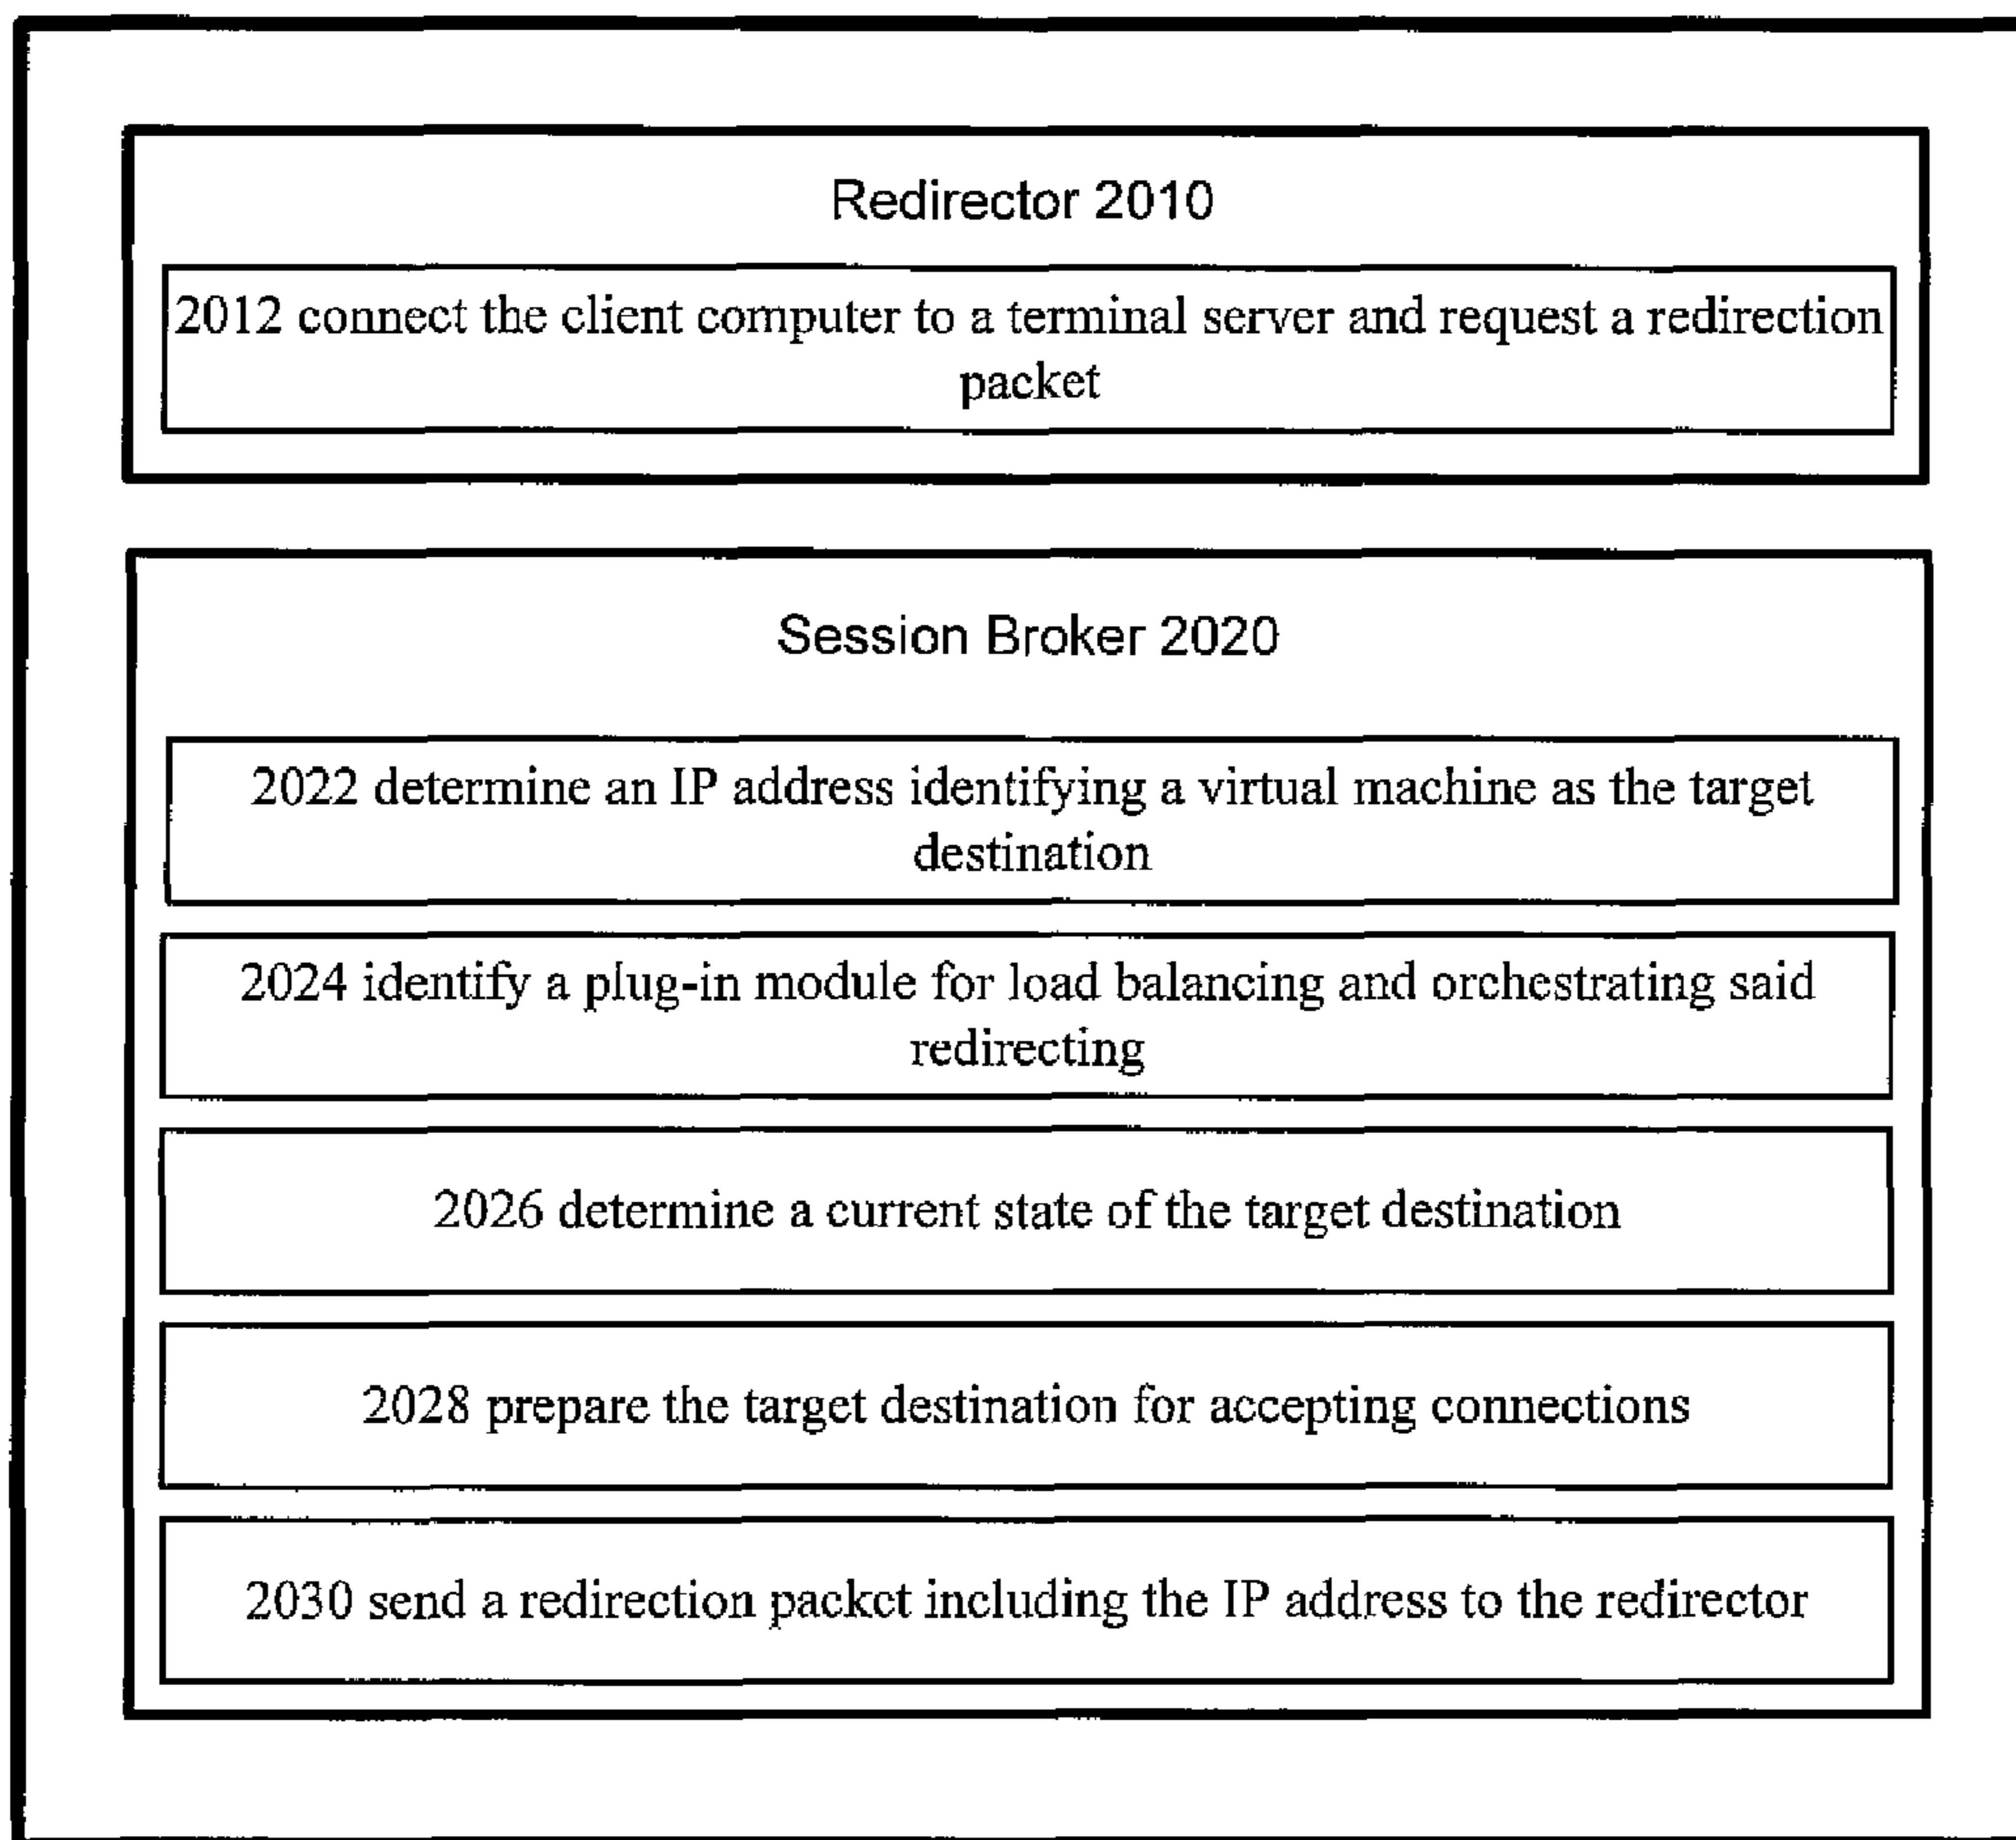 Redirector 2010
2012 connect the client computer to a terminal server and request a redirection
packet
Session Broker 2020
2022 determine an IP address identifying a virtual machine as the target
destination
2024 identify a plug-in module for load balancing and orchestrating said
redirecting
2026 determine a current state of the target destination
2028 prepare the target destination for accepting connections
2030 send a redirection packet including the IP address to the redirector